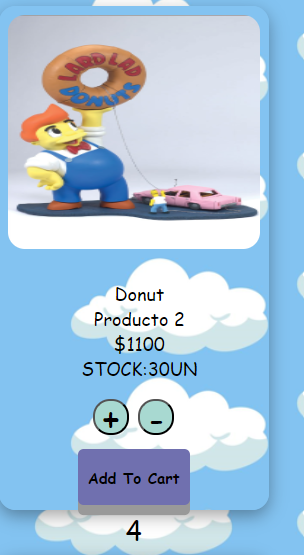 LARD LAD
DONUTS
Donut
Producto 2
$1100
STOCK:30UN
+ -
Add To Cart
4